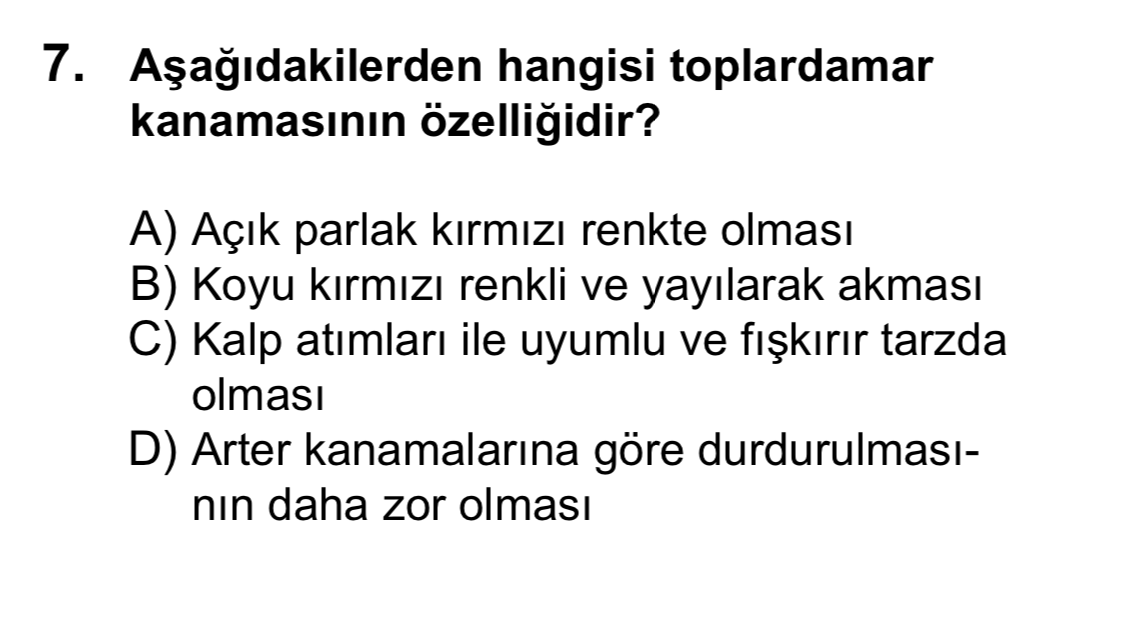 7. Aşağıdakilerden hangisi toplardamar
kanamasının özelliğidir?
A) Açık parlak kırmızı renkte olması
B) Koyu kırmızı renkli ve yayılarak akması
C) Kalp atımları ile uyumlu ve fışkırır tarzda
olması
D) Arter kanamalarına göre durdurulması-
nın daha zor olması